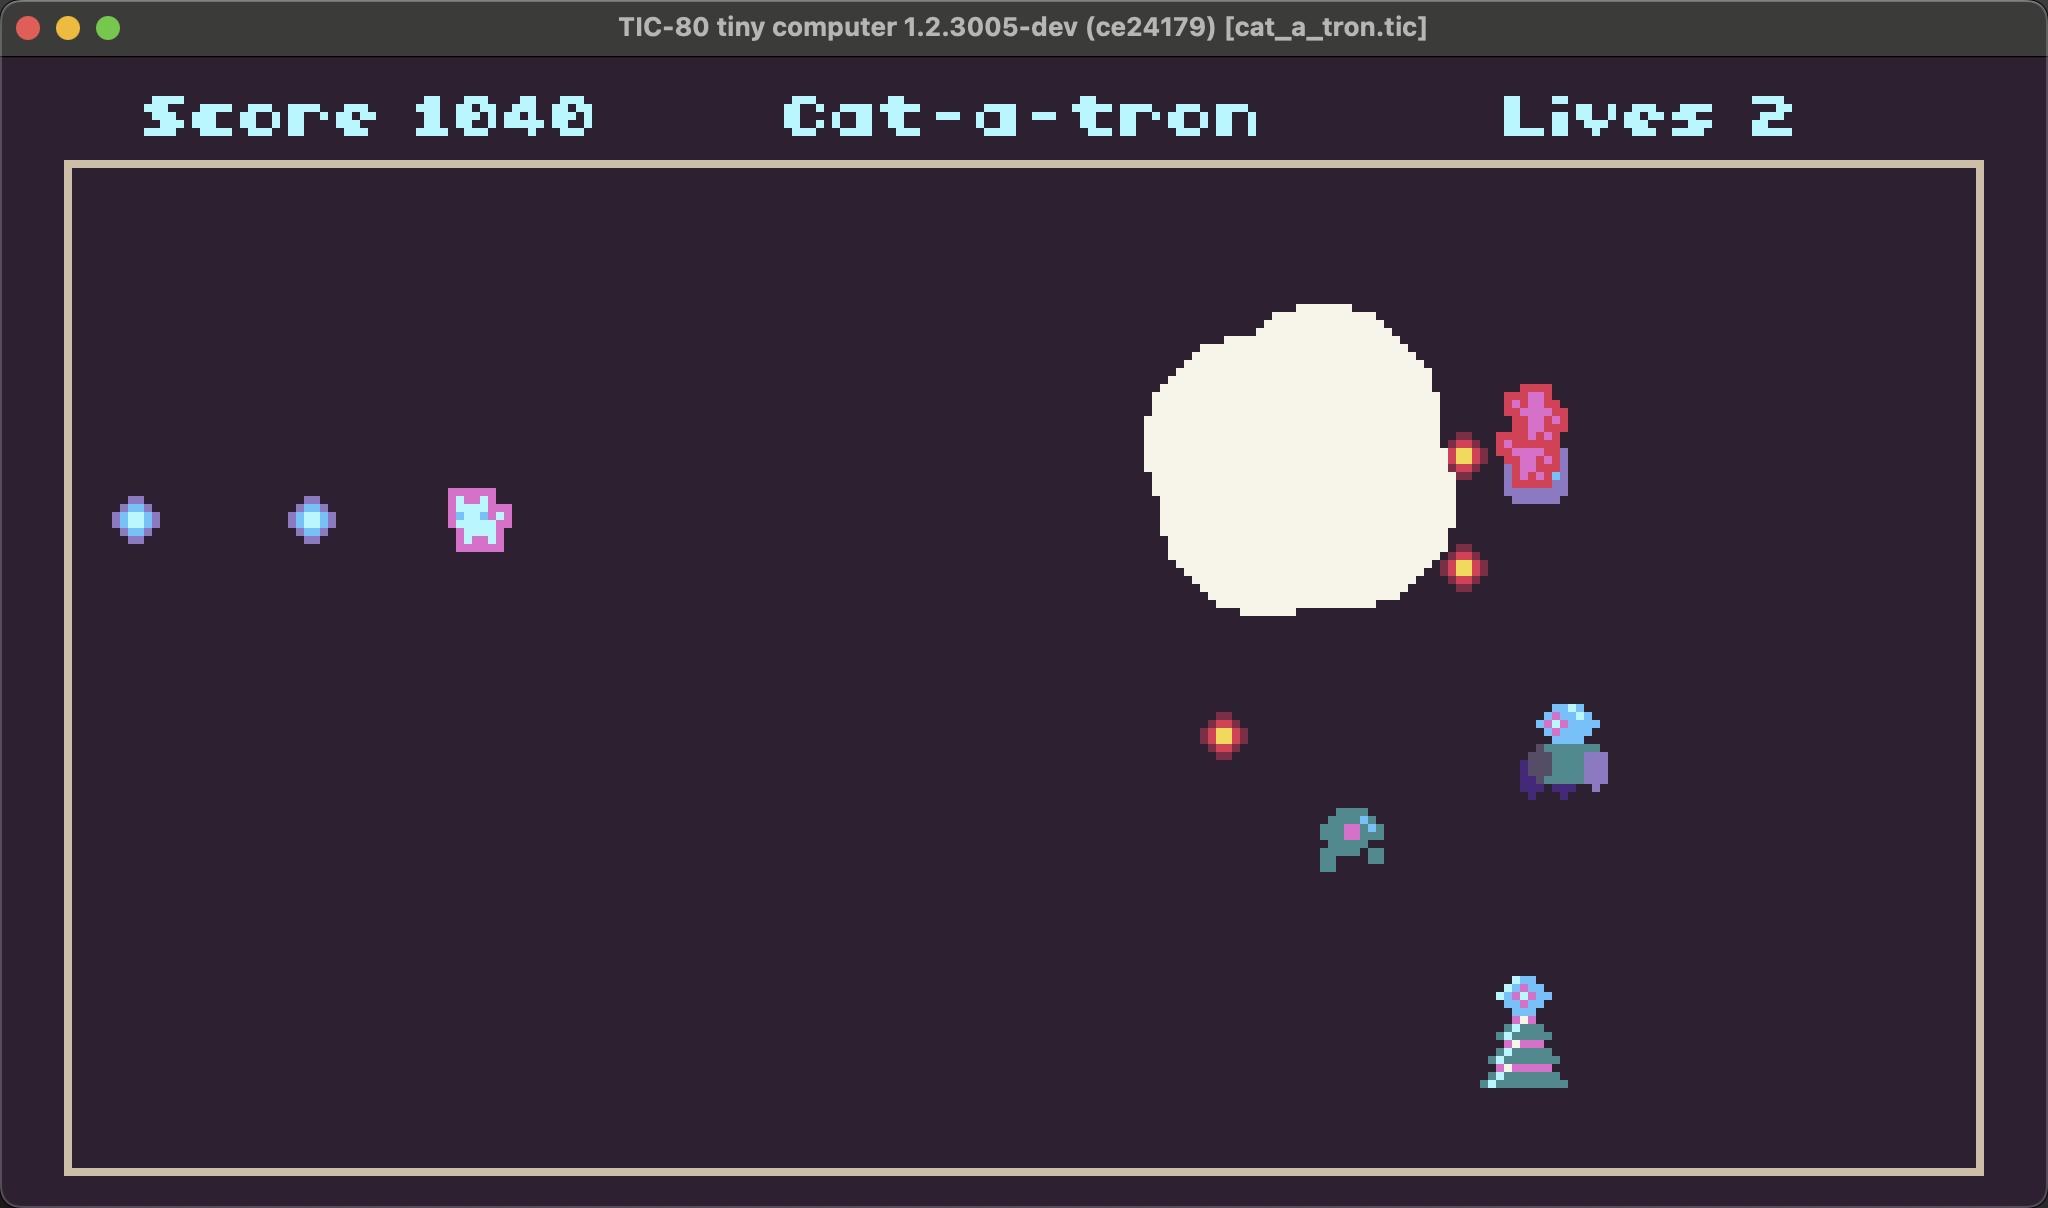 TIC-80 tiny computer 1.2.3005-dev (ce24179) [cat_a_tron.tic]
Score 1040 Cat-a-tron Lives 2